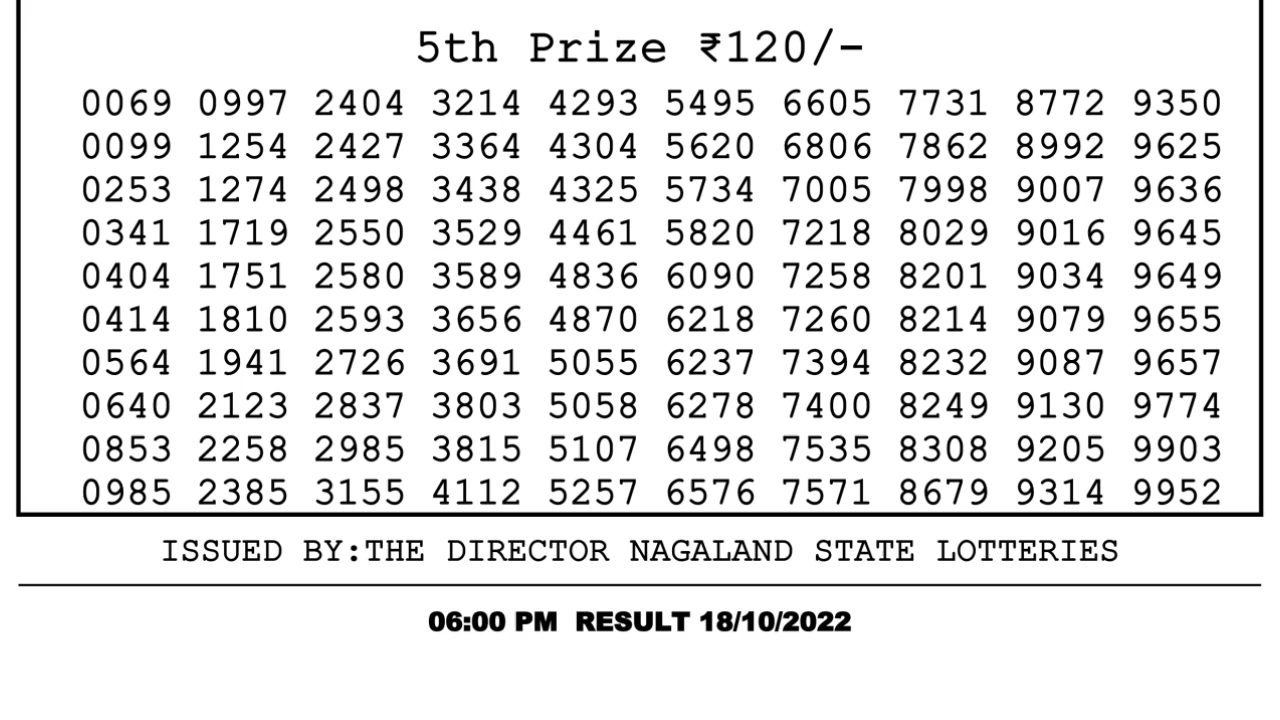 5th Prize ₹120/-
0069 0997 2404 3214 4293 5495 6605 7731 8772 9350
0099 1254 2427 3364 4304 5620 6806 7862 8992 9625
0253 1274 2498 3438 4325 5734 7005 7998 9007 9636
0341 1719 2550 3529 4461 5820 7218 8029 9016 9645
0404 1751 2580 3589 4836 6090 7258 8201 9034 9649
0414 1810 2593 3656 4870 6218 7260 8214 9079 9655
0564 1941 2726 3691 5055 6237 7394 8232 9087 9657
0640 2123 2837 3803 5058 6278 7400 8249 9130 9774
0853 2258 2985 3815 5107 6498 7535 8308 9205 9903
0985 2385 3155 4112 5257 6576 7571 8679 9314 9952
ISSUED BY:THE DIRECTOR NAGALAND STATE LOTTERIES
06:00 PM RESULT 18/10/2022